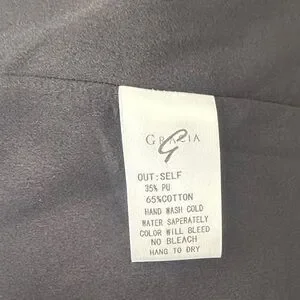 GRACIA
G
OUT:SELF
35% PU
65%COTTON
HAND WASH COLD
WATER SAPERATELY
COLOR WILL BLEED
NO BLEACH
HANG TO DRY